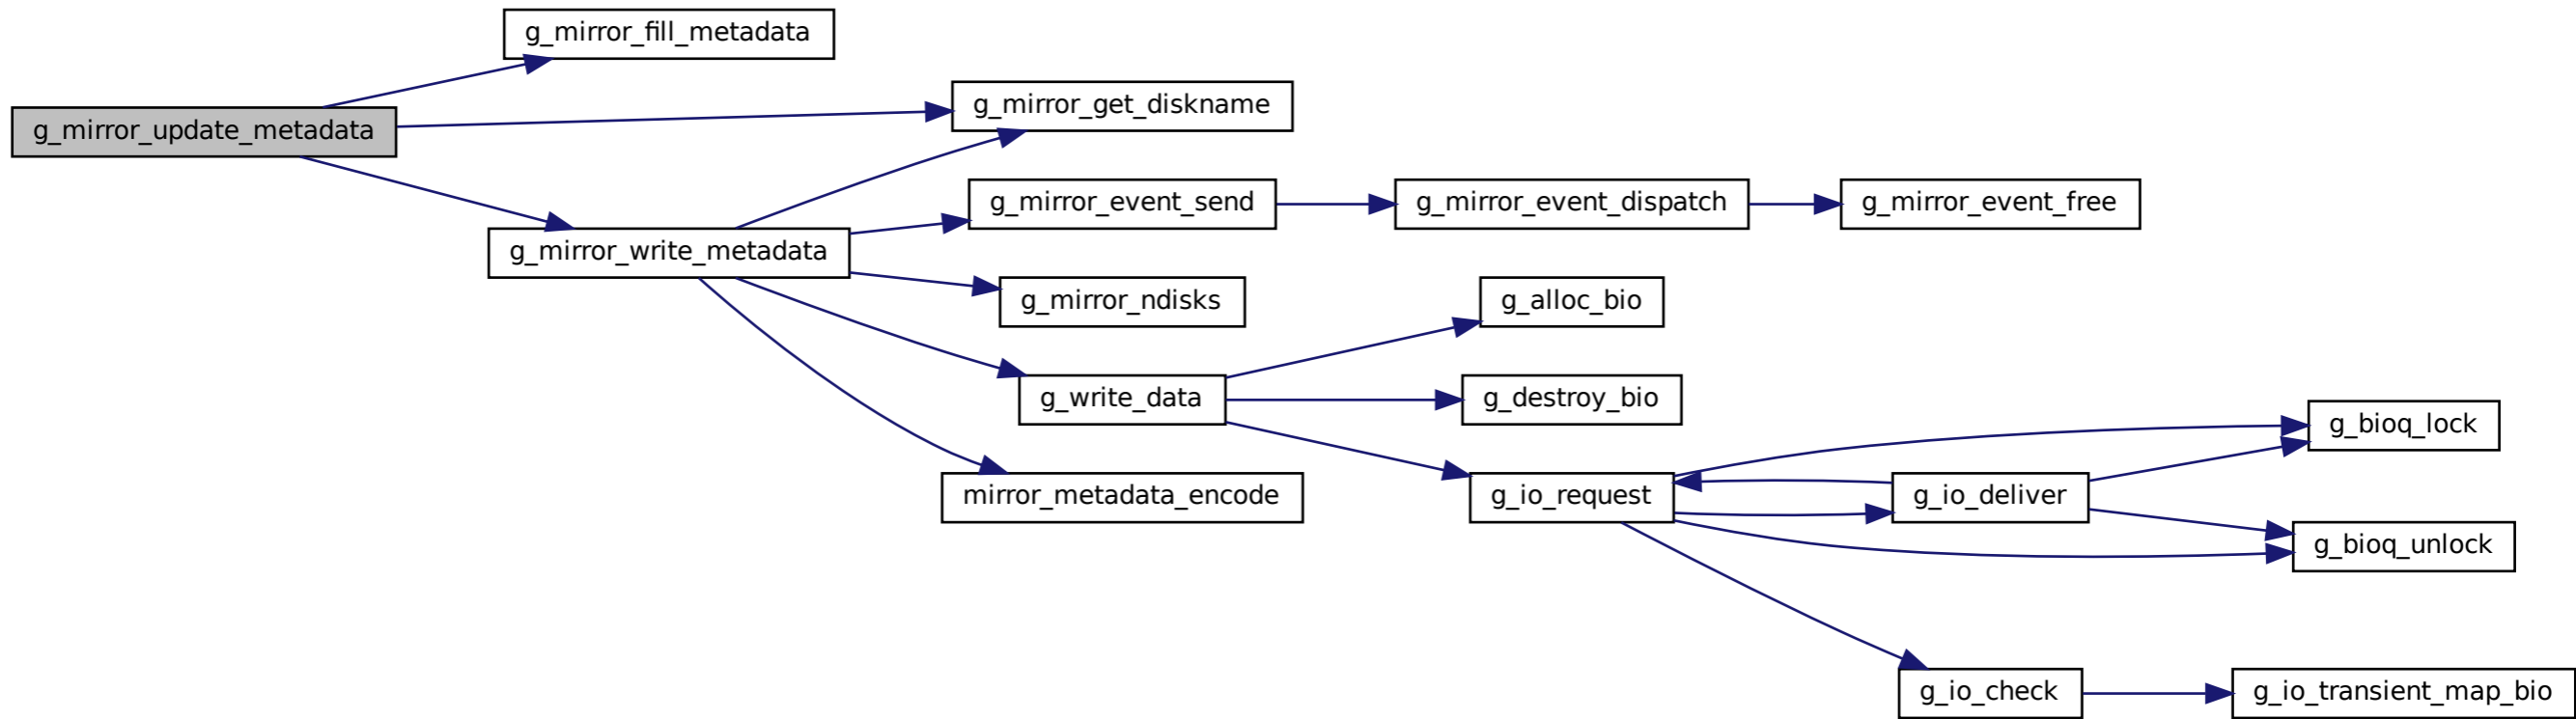 g_mirror_fill_metadata
g_mirror_get_diskname
g_mirror_update_metadata
g_mirror_event_send
g_mirror_event_dispatch
g_mirror_event_free
g_mirror_write_metadata
g_mirror_ndisks
g_alloc_bio
g_write_data
g_destroy_bio
g_bioq_lock
mirror_metadata_encode
g_io_request
g_io_deliver
g_bioq_unlock
g_io_check
g_io_transient_map_bio